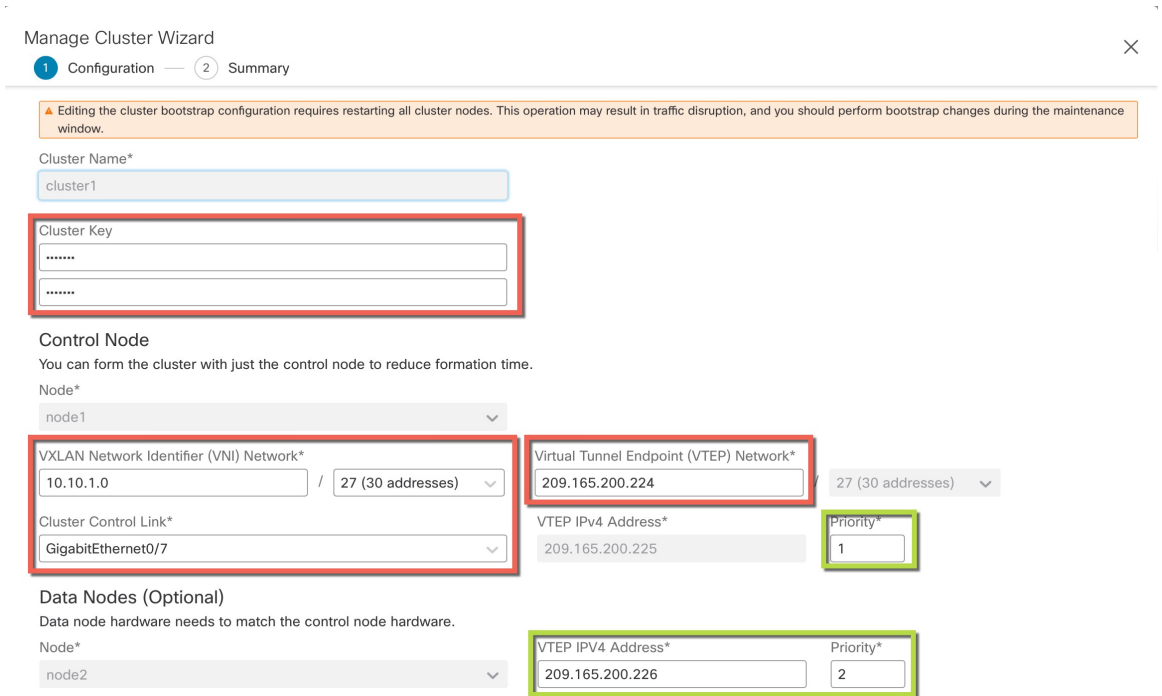 Manage Cluster Wizard
1 Configuration — 2 Summary
Editing the cluster bootstrap configuration requires restarting all cluster nodes. This operation may result in traffic disruption, and you should perform bootstrap changes during the maintenance
window.
Cluster Name*
cluster1
Cluster Key
·······
·······
Control Node
You can form the cluster with just the control node to reduce formation time.
Node*
node1
VXLAN Network Identifier (VNI) Network* Virtual Tunnel Endpoint (VTEP) Network*
10.10.1.0 / 27 (30 addresses) 209.165.200.224 / 27 (30 addresses)
Cluster Control Link* VTEP IPv4 Address* Priority*
GigabitEthernet0/7 209.165.200.225 1
Data Nodes (Optional)
Data node hardware needs to match the control node hardware.
Node* VTEP IPV4 Address* Priority*
node2 209.165.200.226 2